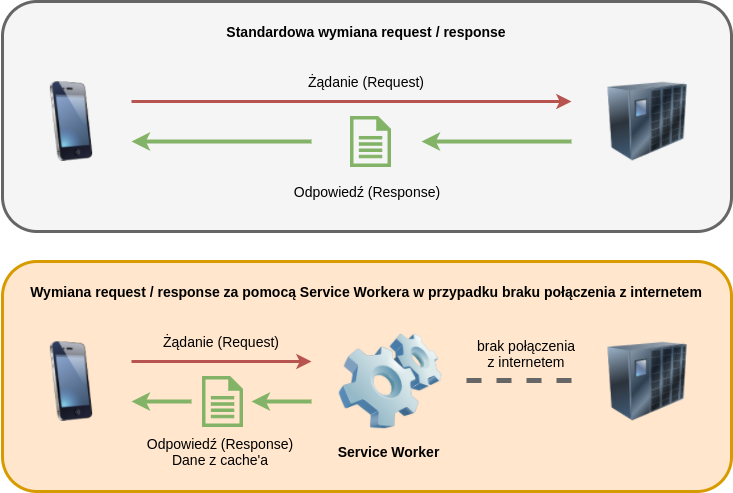 Standardowa wymiana request / response
Żądanie (Request)
Odpowiedź (Response)
Wymiana request / response za pomocą Service Workera w przypadku braku połączenia z internetem
Żądanie (Request)
brak połączenia
z internetem
Odpowiedź (Response)
Dane z cache'a
Service Worker